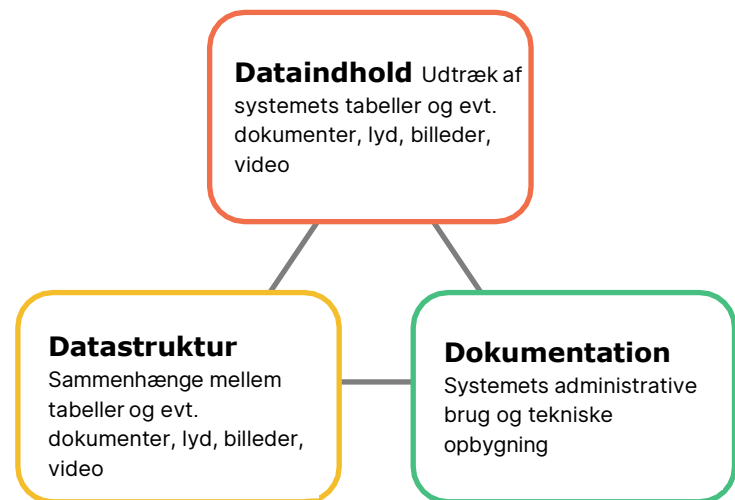 Dataindhold Udtræk af
systemets tabeller og evt.
dokumenter, lyd, billeder,
video
Datastruktur
Sammenhænge mellem
tabeller og evt.
dokumenter, lyd, billeder,
video
Dokumentation
Systemets administrative
brug og tekniske
opbygning